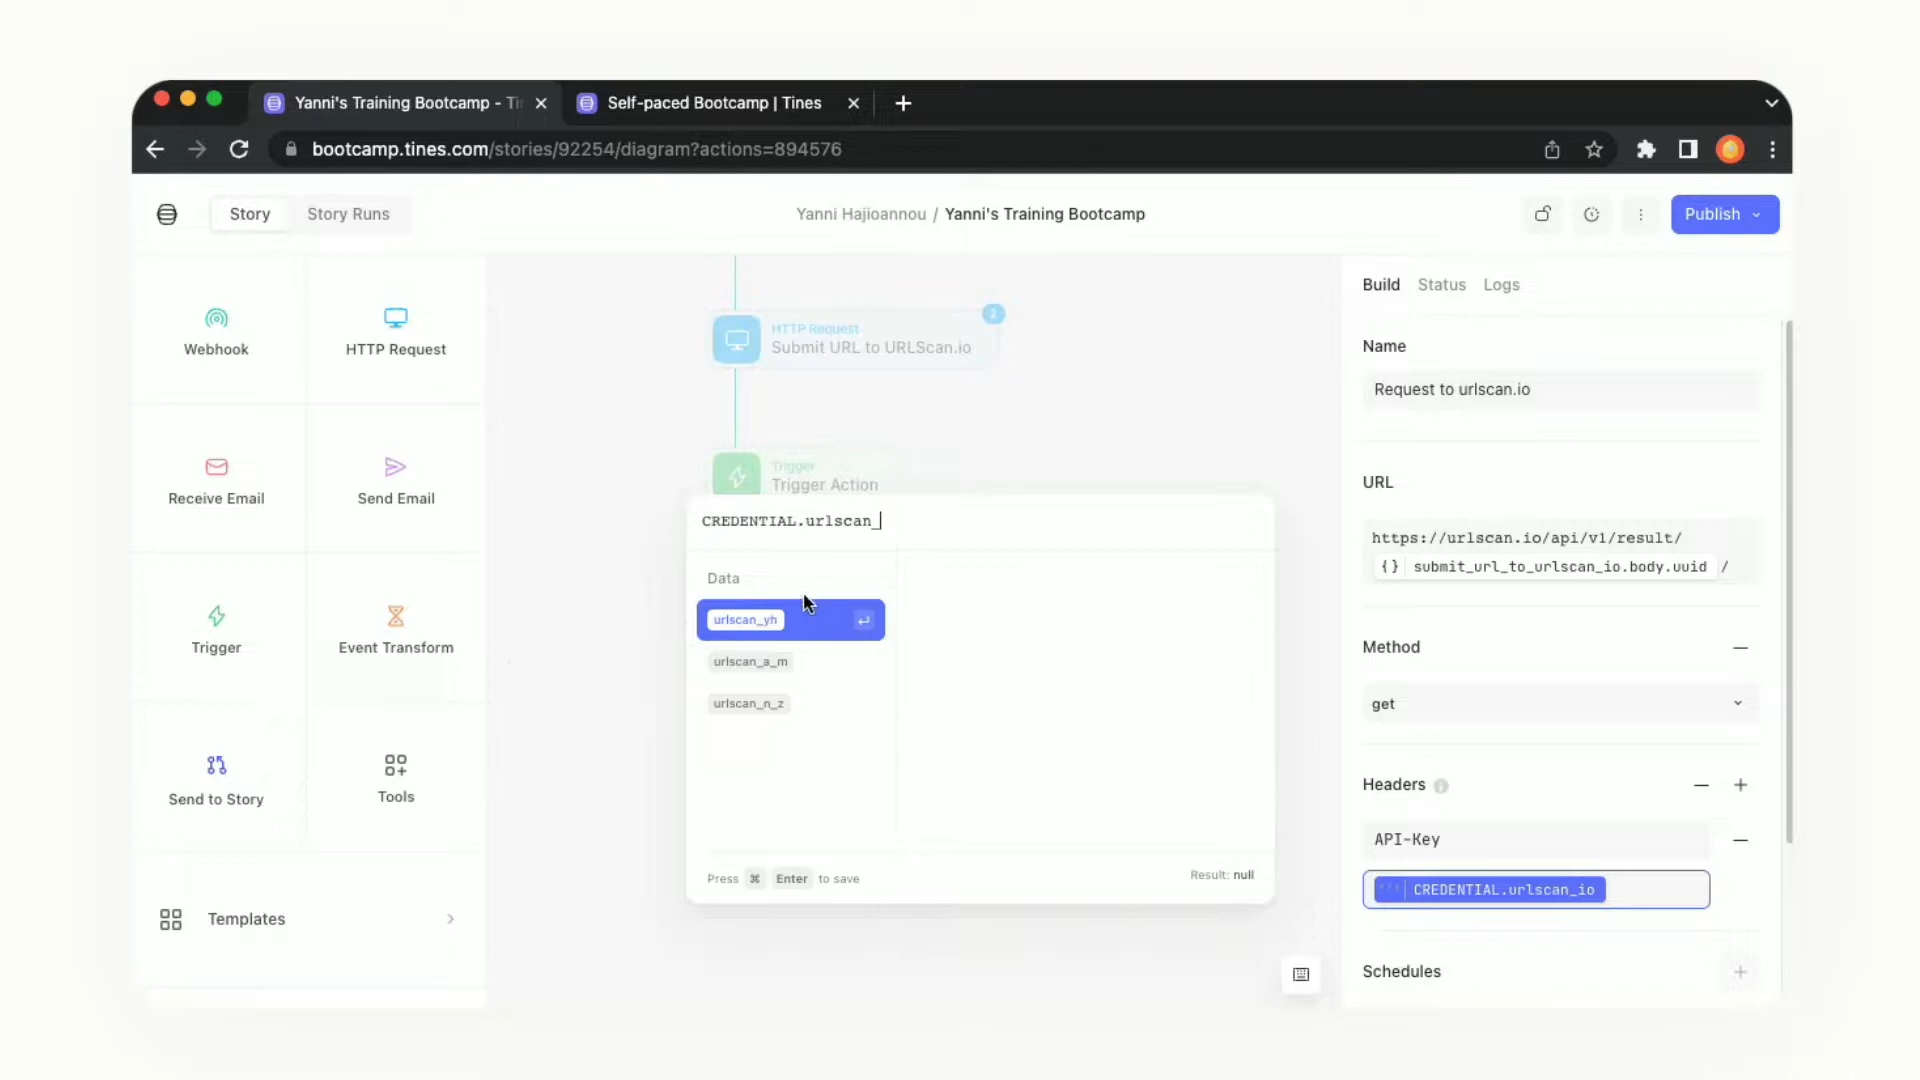 Yanni's Training Bootcamp - Ti
Self-paced Bootcamp | Tines
bootcamp.tines.com/stories/92254/diagram?actions=894576
Story
Story Runs
Yanni Hajioannou / Yanni's Training Bootcamp
Publish
Webhook
HTTP Request
Receive Email
Send Email
Trigger
Event Transform
Send to Story
Tools
Templates
2
HTTP Request
Submit URL to URLScan.io
Trigger
Trigger Action
CREDENTIAL.urlscan_
Data
urlscan_yh
urlscan_a_m
urlscan_n_z
Press ⌘ Enter to save
Result: null
Build
Status
Logs
Name
Request to urlscan.io
URL
https://urlscan.io/api/v1/result/
{} submit_url_to_urlscan_io.body.uuid /
Method
get
Headers
API-Key
CREDENTIAL.urlscan_io
Schedules